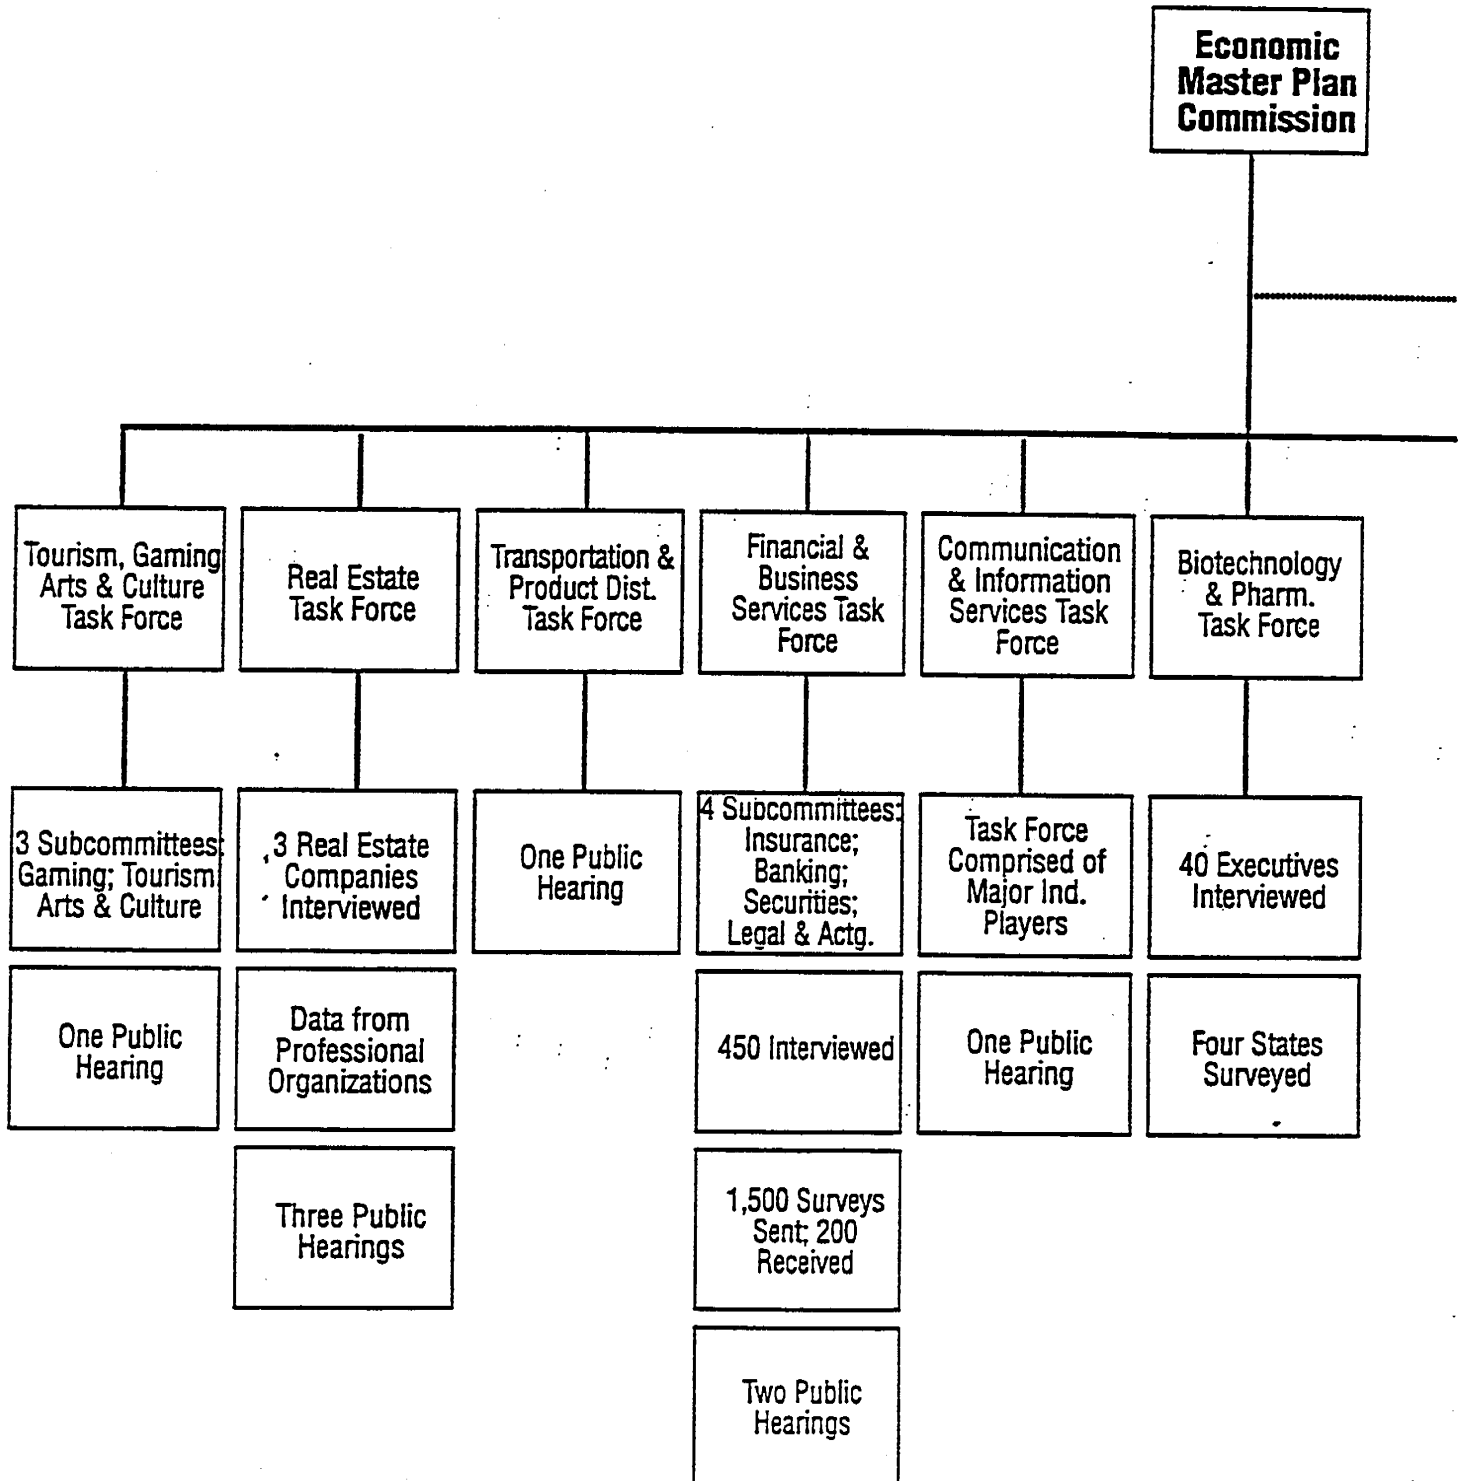 Economic
Master Plan
Commission
Tourism, Gaming
Arts & Culture
Task Force
Real Estate
Task Force
Transportation &
Product Dist.
Task Force
Financial &
Business
Services Task
Force
Communication
& Information
Services Task
Force
Biotechnology
& Pharm.
Task Force
3 Subcommittees:
Gaming; Tourism
Arts & Culture
3 Real Estate
Companies
Interviewed
One Public
Hearing
4 Subcommittees:
Insurance;
Banking;
Securities;
Legal & Actg.
Task Force
Comprised of
Major Ind.
Players
40 Executives
Interviewed
One Public
Hearing
Data from
Professional
Organizations
450 Interviewed
One Public
Hearing
Four States
Surveyed
Three Public
Hearings
1,500 Surveys
Sent; 200
Received
Two Public
Hearings